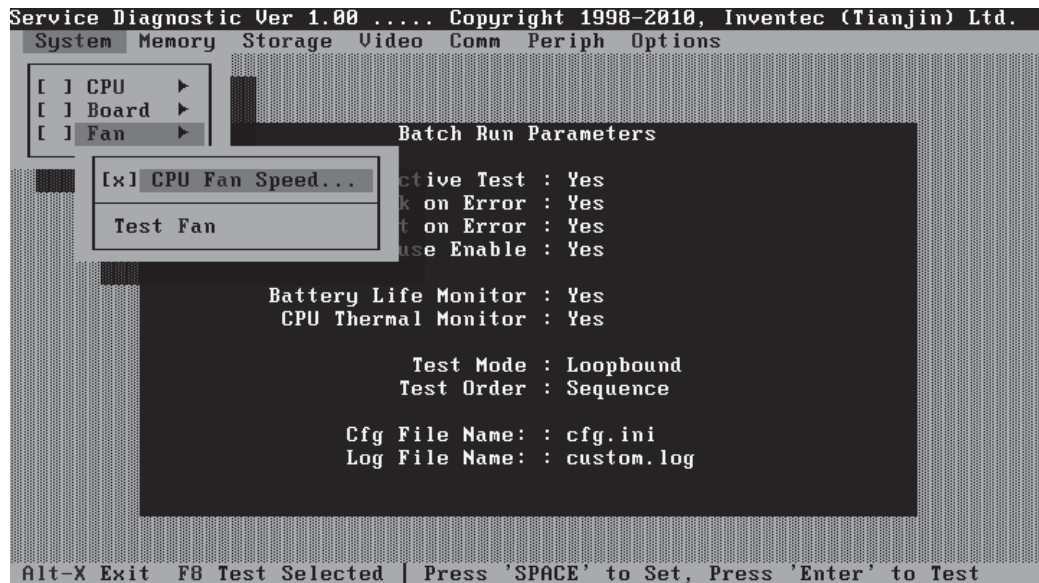 Service Diagnostic Ver 1.00 ..... Copyright 1998-2010, Inventec (Tianjin) Ltd.
System Memory Storage Video Comm Periph Options
[ ] CPU ►
[ ] Board ►
[ ] Fan ►
Batch Run Parameters
[x] CPU Fan Speed...
Test Fan
ctive Test : Yes
k on Error : Yes
t on Error : Yes
use Enable : Yes
Battery Life Monitor : Yes
CPU Thermal Monitor : Yes
Test Mode : Loopbound
Test Order : Sequence
Cfg File Name: : cfg.ini
Log File Name: : custom.log
Alt-X Exit F8 Test Selected | Press 'SPACE' to Set, Press 'Enter' to Test